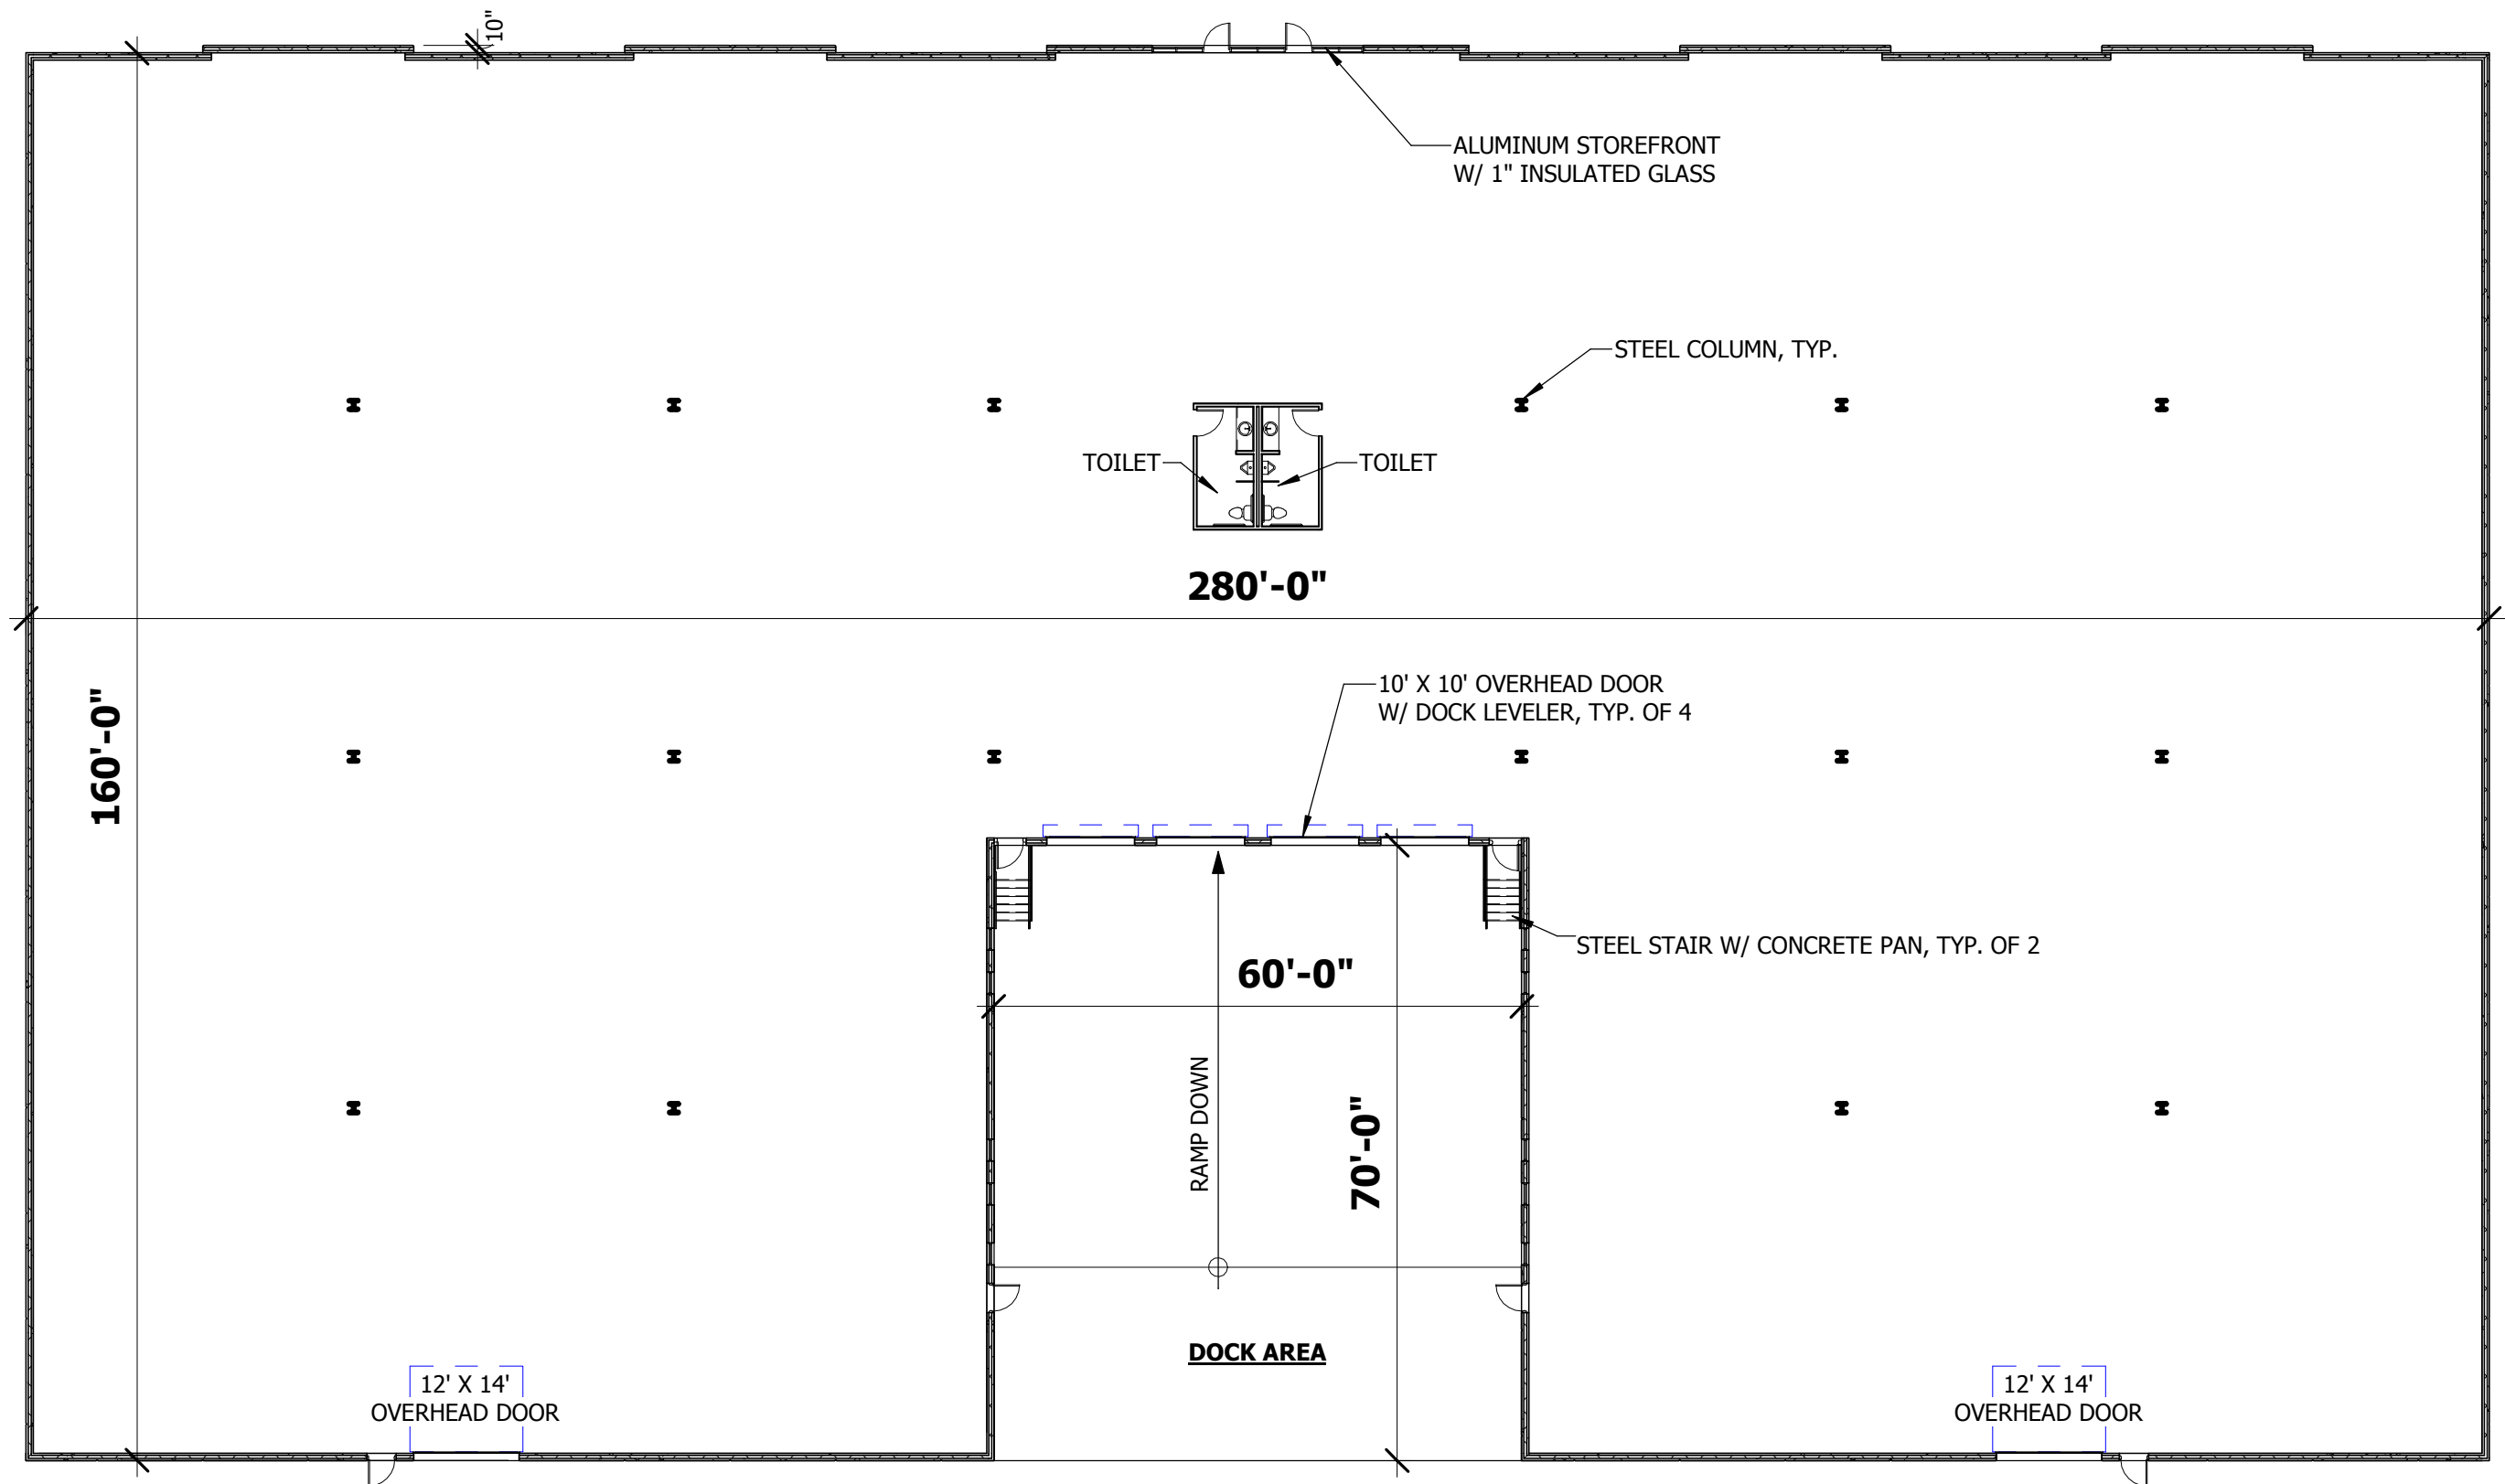 10"
ALUMINUM STOREFRONT
W/ 1" INSULATED GLASS
STEEL COLUMN, TYP.
TOILET
TOILET
280'-0"
10' X 10' OVERHEAD DOOR
W/ DOCK LEVELER, TYP. OF 4
160'-0"
STEEL STAIR W/ CONCRETE PAN, TYP. OF 2
60'-0"
RAMP DOWN
70'-0"
DOCK AREA
12' X 14'
OVERHEAD DOOR
12' X 14'
OVERHEAD DOOR